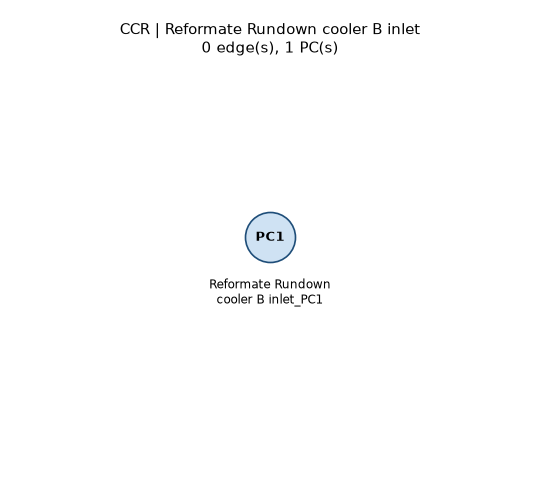 CCR | Reformate Rundown cooler B inlet
0 edge(s), 1 PC(s)
PC1
Reformate Rundown
cooler B inlet_PC1